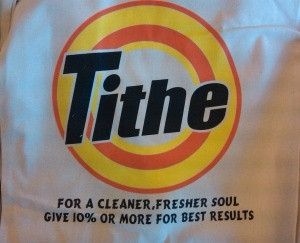 Tithe
FOR A CLEANER,FRESHER SOUL
GIVE 10% OR MORE FOR BEST RESULTS